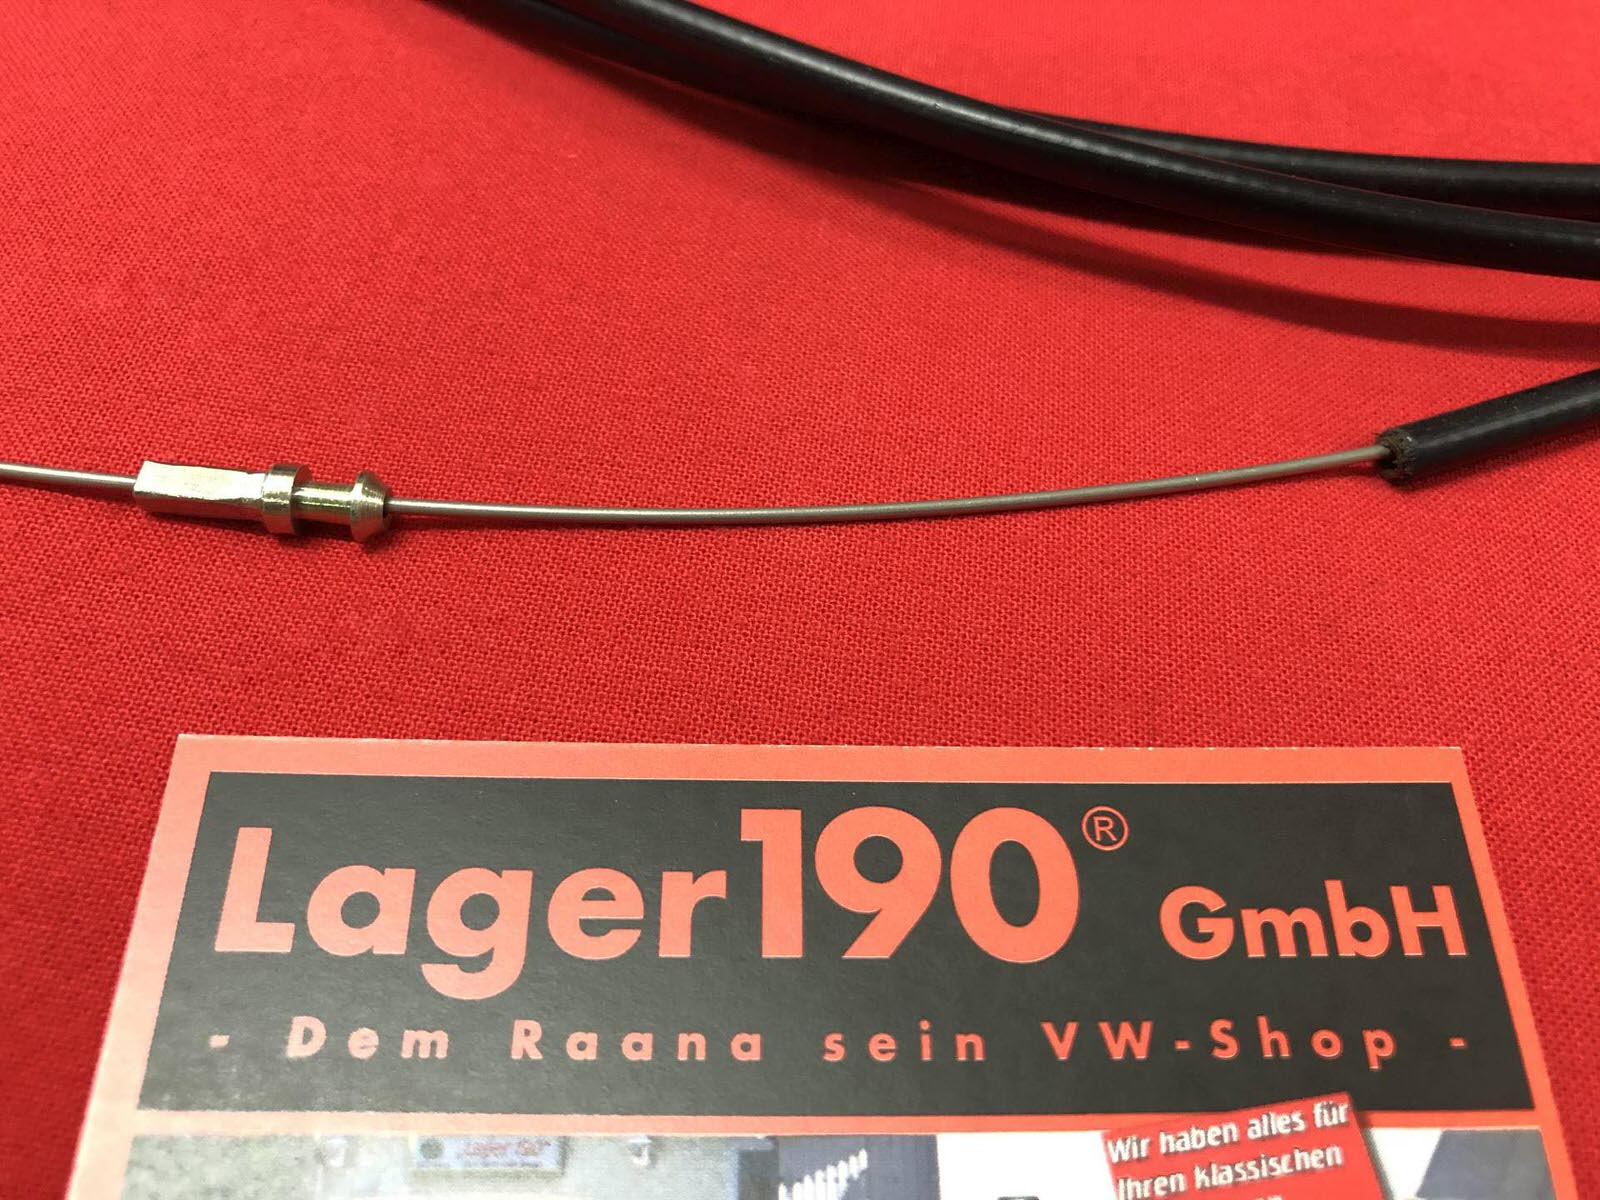 Lager190® GmbH
- Dem Raana sein VW-Shop -
Wir haben alles für
Ihren klassischen